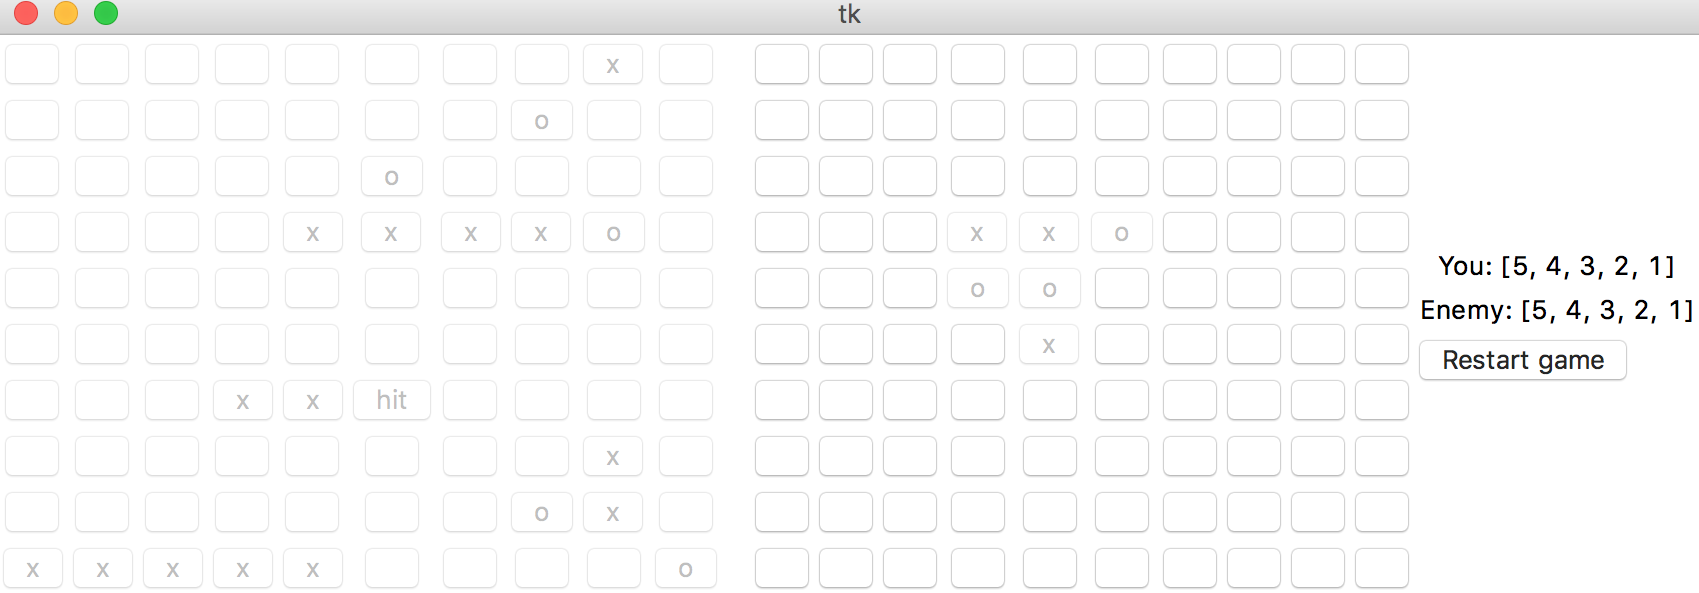 tk
x
o
o
x x x x o x x o
You: [5, 4, 3, 2, 1]
o o
Enemy: [5, 4, 3, 2, 1]
x
Restart game
x x hit
x
o x
x x x x x o